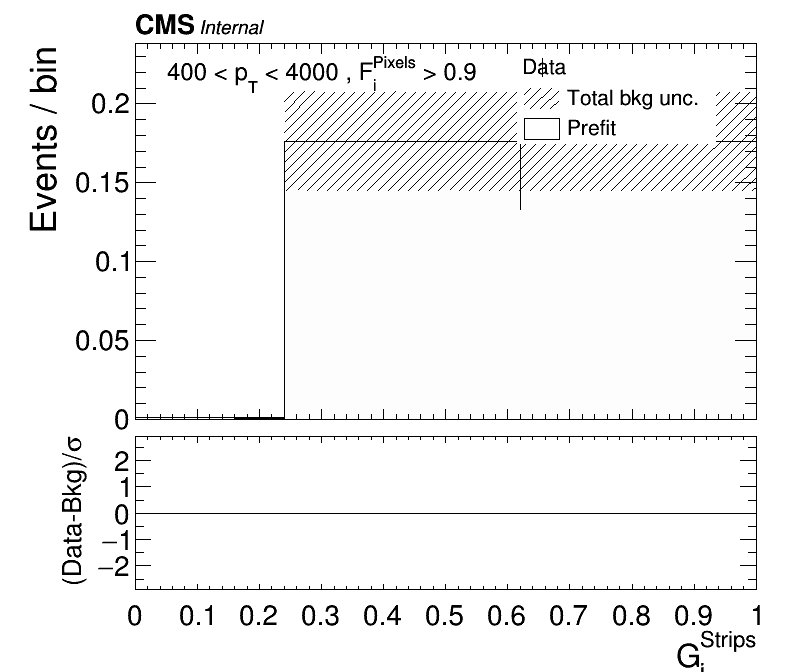 CMS Internal
400 < p_T < 4000 , F_i^Pixels > 0.9
Data
Total bkg unc.
Prefit
Events / bin
0.2
0.15
0.1
0.05
0
(Data-Bkg)/σ
2
1
0
−1
−2
0 0.1 0.2 0.3 0.4 0.5 0.6 0.7 0.8 0.9 1
G_i^Strips